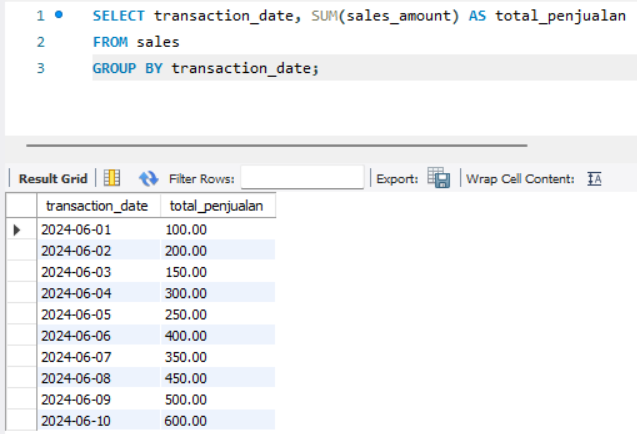 1 SELECT transaction_date, SUM(sales_amount) AS total_penjualan
2 FROM sales
3 GROUP BY transaction_date;
Result Grid Filter Rows: Export: Wrap Cell Content: IA
transaction_date total_penjualan
2024-06-01 100.00
2024-06-02 200.00
2024-06-03 150.00
2024-06-04 300.00
2024-06-05 250.00
2024-06-06 400.00
2024-06-07 350.00
2024-06-08 450.00
2024-06-09 500.00
2024-06-10 600.00